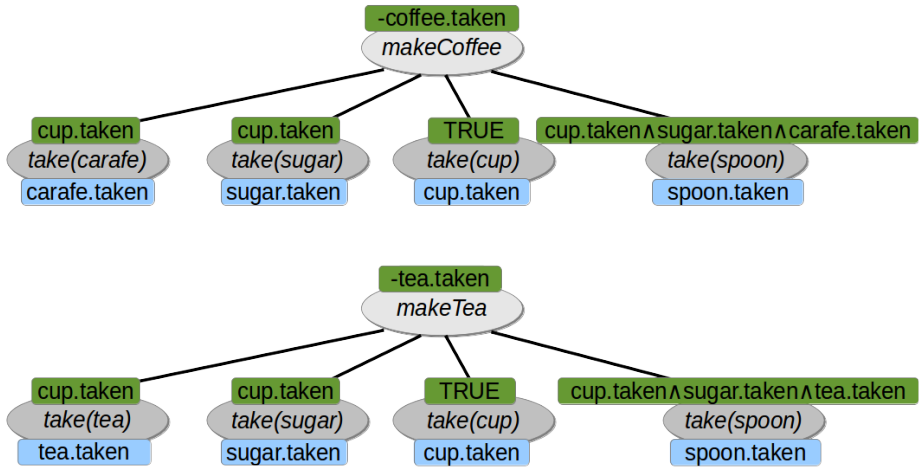 -coffee.taken
makeCoffee
cup.taken cup.taken TRUE cup.taken∧sugar.taken∧carafe.taken
take(carafe) take(sugar) take(cup) take(spoon)
carafe.taken sugar.taken cup.taken spoon.taken
-tea.taken
makeTea
cup.taken cup.taken TRUE cup.taken∧sugar.taken∧tea.taken
take(tea) take(sugar) take(cup) take(spoon)
tea.taken sugar.taken cup.taken spoon.taken